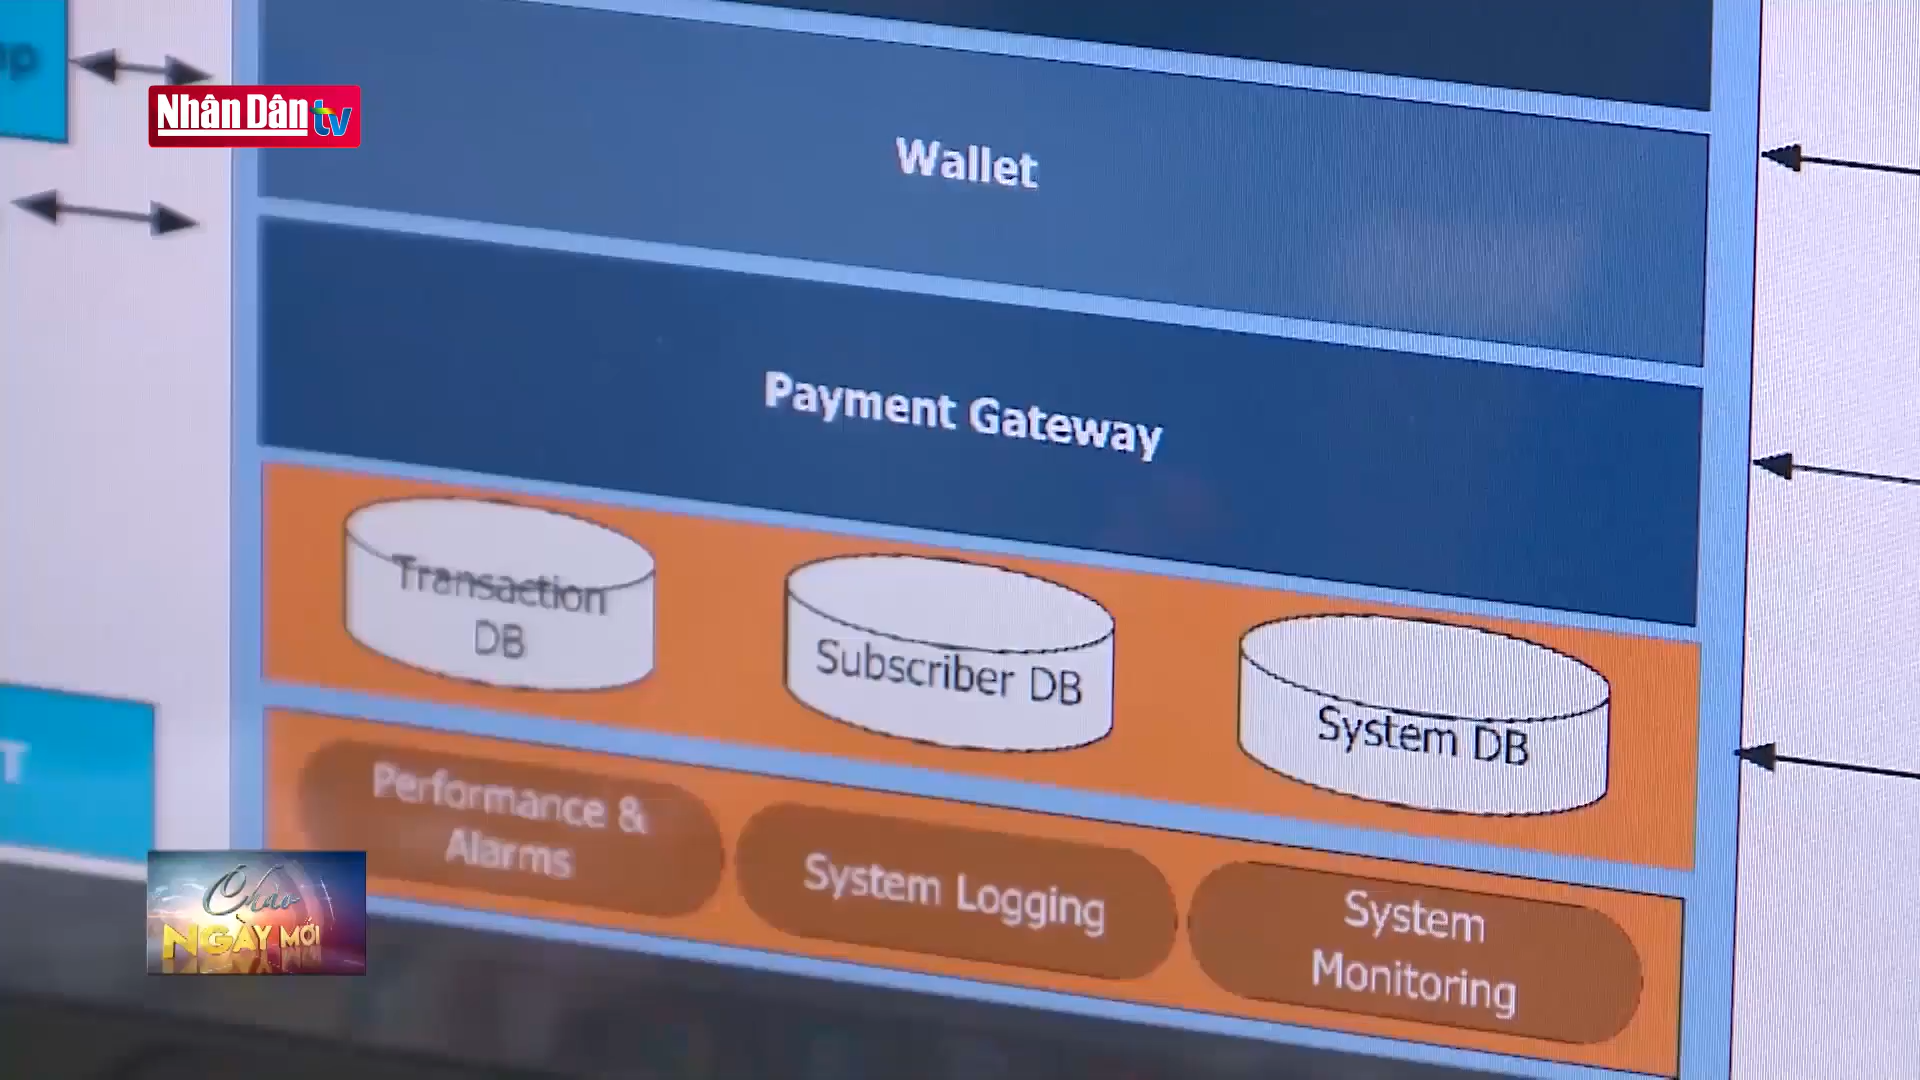 Nhân Dân tv
Wallet
Payment Gateway
Transaction
DB
Subscriber DB
System DB
T
Performance &
Alarms
System Logging
System
Monitoring
Chào
NGÀY MỚI